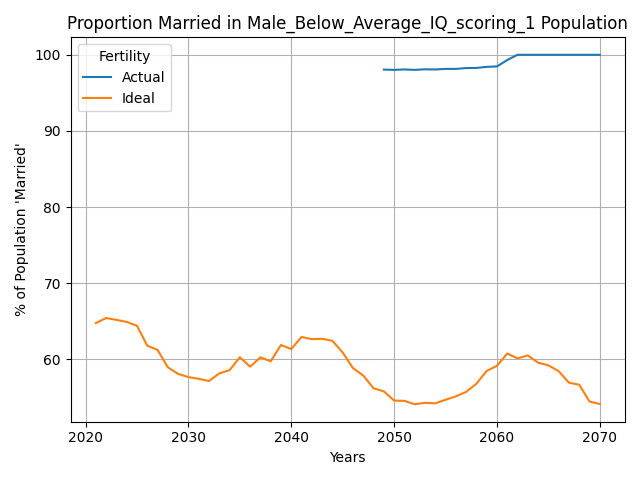 Proportion Married in Male_Below_Average_IQ_scoring_1 Population
Fertility
Actual
Ideal
% of Population 'Married'
100
90
80
70
60
2020 2030 2040 2050 2060 2070
Years